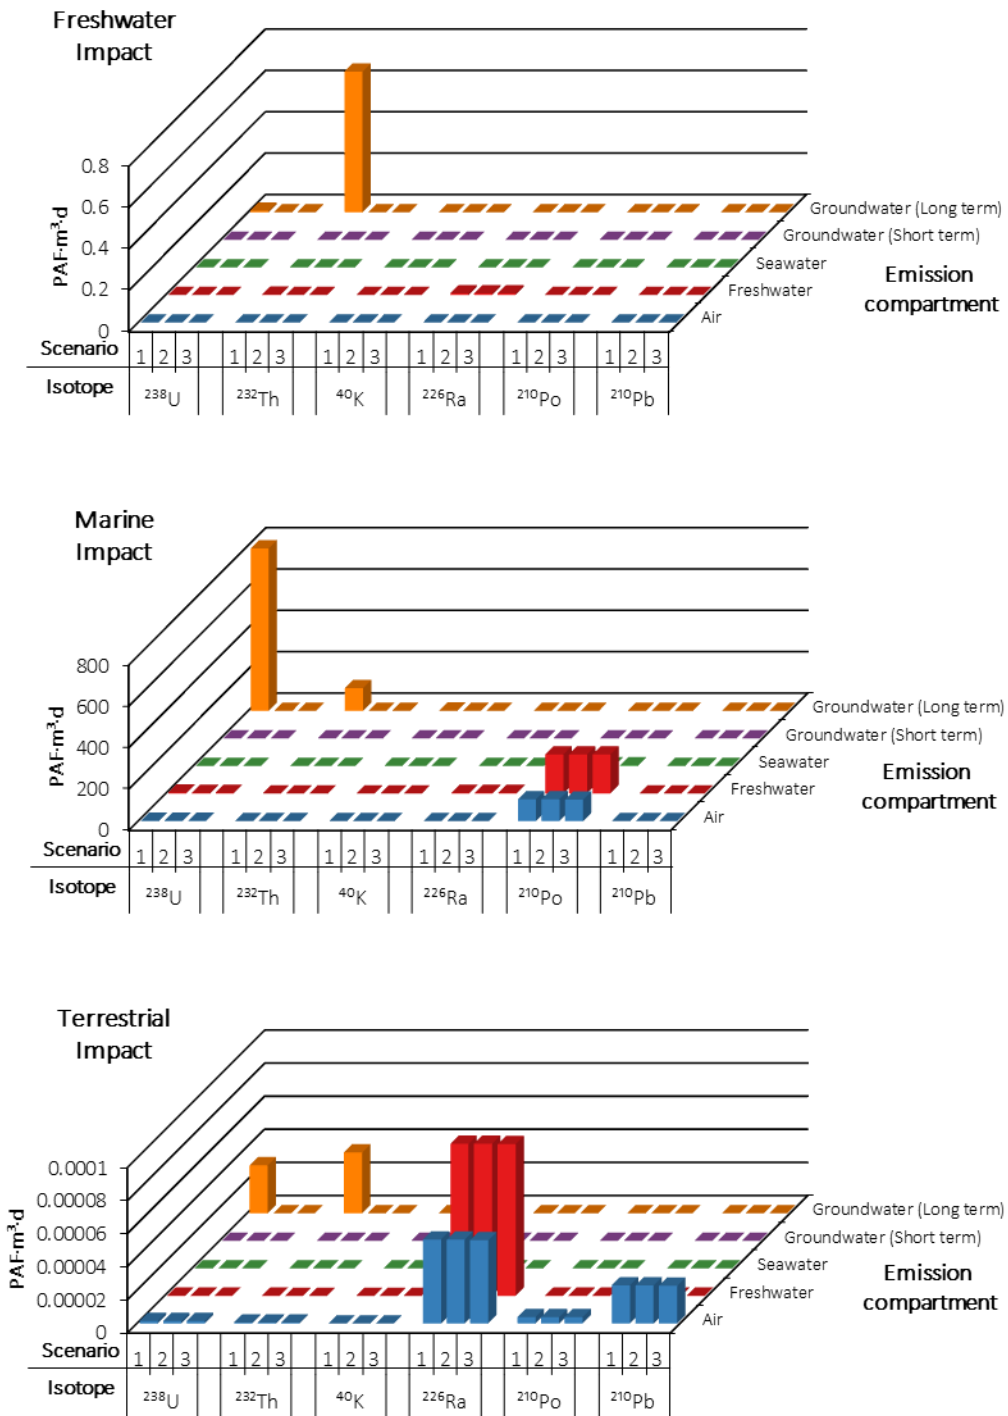 Freshwater
Impact
0.8
0.6
0.4
0.2
0
PAF·m³·d
Groundwater (Long term)
Groundwater (Short term)
Seawater
Freshwater
Air
Emission
compartment
Scenario 1 2 3 1 2 3 1 2 3 1 2 3 1 2 3 1 2 3
Isotope ²³⁸U ²³²Th ⁴⁰K ²²⁶Ra ²¹⁰Po ²¹⁰Pb
Marine
Impact
800
600
400
200
0
PAF·m³·d
Groundwater (Long term)
Groundwater (Short term)
Seawater
Freshwater
Air
Emission
compartment
Scenario 1 2 3 1 2 3 1 2 3 1 2 3 1 2 3 1 2 3
Isotope ²³⁸U ²³²Th ⁴⁰K ²²⁶Ra ²¹⁰Po ²¹⁰Pb
Terrestrial
Impact
0.0001
0.00008
0.00006
0.00004
0.00002
0
PAF·m³·d
Groundwater (Long term)
Groundwater (Short term)
Seawater
Freshwater
Air
Emission
compartment
Scenario 1 2 3 1 2 3 1 2 3 1 2 3 1 2 3 1 2 3
Isotope ²³⁸U ²³²Th ⁴⁰K ²²⁶Ra ²¹⁰Po ²¹⁰Pb